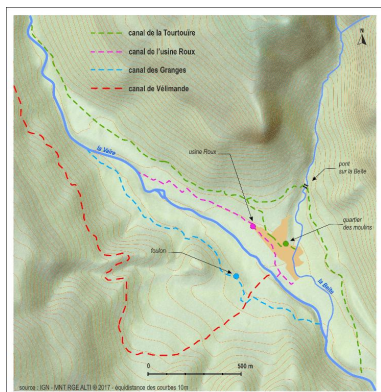 canal de la Tourtouire
canal de l'usine Roux
canal des Granges
canal de Vélimande
N
la Vaïre
usine Roux
pont
sur la Beïte
quartier
des moulins
foulon
la Beïte
0
500 m
source : IGN - MNT RGE ALTI © 2017 - équidistance des courbes 10m